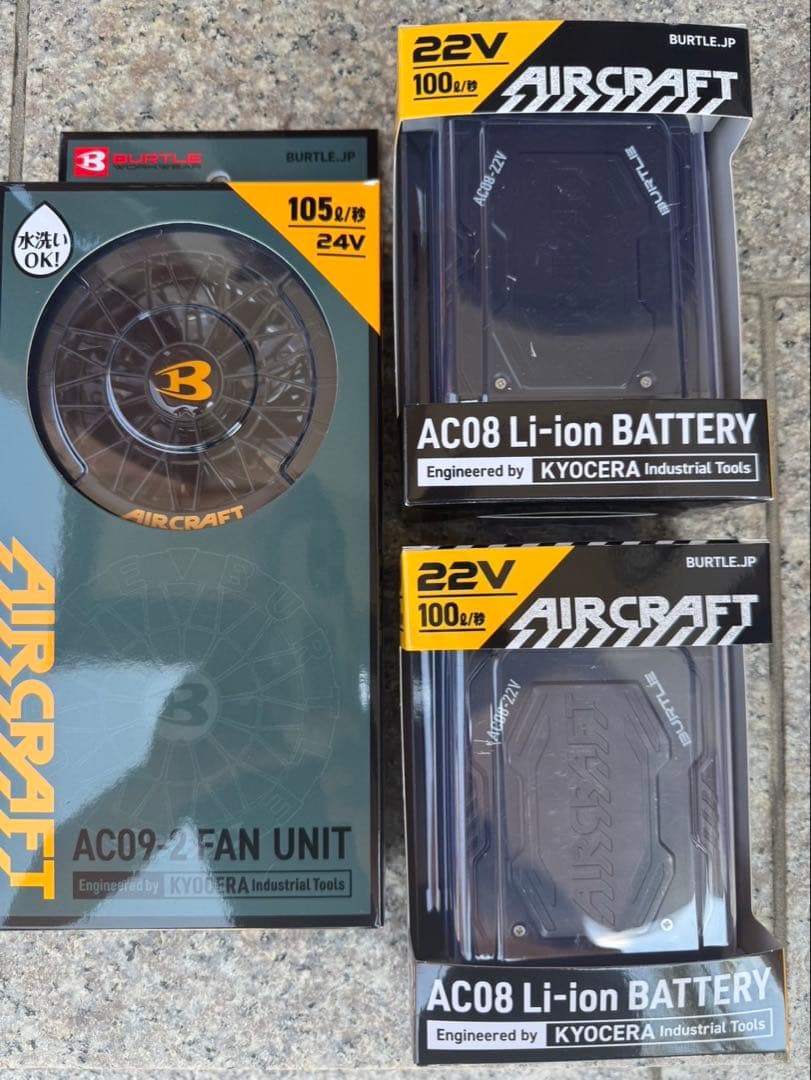 BURTLE
WORK WEAR
BURTLE.JP
105ℓ/秒
24V
水洗い
OK!
B
AIRCRAFT
AIRCRAFT
B
AC09-2 FAN UNIT
Engineered by KYOCERA Industrial Tools
22V
100ℓ/秒
BURTLE.JP
AIRCRAFT
AC08-22V
BURTLE
AC08 Li-ion BATTERY
Engineered by KYOCERA Industrial Tools
22V
100ℓ/秒
BURTLE.JP
AIRCRAFT
AC08-22V
BURTLE
AIRCRAFT
AC08 Li-ion BATTERY
Engineered by KYOCERA Industrial Tools